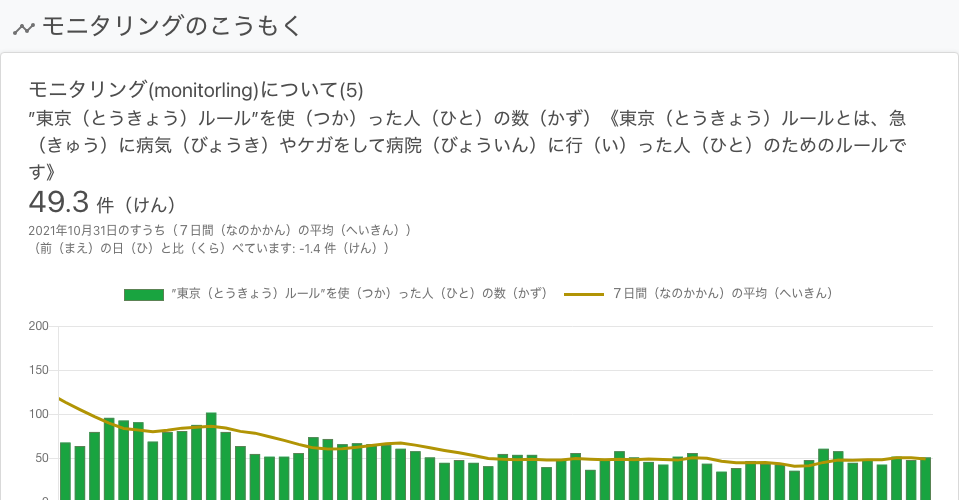 モニタリングのこうもく
モニタリング(monitorling)について(5)
”東京（とうきょう）ルール”を使（つか）った人（ひと）の数（かず）《東京（とうきょう）ルールとは、急
（きゅう）に病気（びょうき）やケガをして病院（びょういん）に行（い）った人（ひと）のためのルールで
す》
49.3 件（けん）
2021年10月31日のすうち（７日間（なのかかん）の平均（へいきん））
（前（まえ）の日（ひ）と比（くら）べています: -1.4 件（けん））
”東京（とうきょう）ルール”を使（つか）った人（ひと）の数（かず） ７日間（なのかかん）の平均（へいきん）
200
150
100
50
0